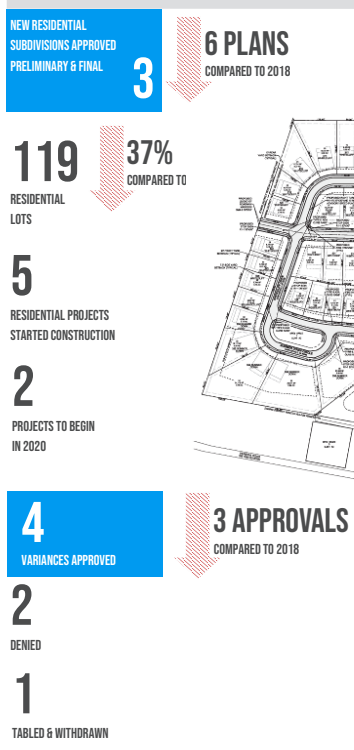 NEW RESIDENTIAL
SUBDIVISIONS APPROVED
PRELIMINARY & FINAL
3
6 PLANS
COMPARED TO 2018
119
RESIDENTIAL
LOTS
37%
COMPARED TO
5
RESIDENTIAL PROJECTS
STARTED CONSTRUCTION
2
PROJECTS TO BEGIN
IN 2020
4
VARIANCES APPROVED
3 APPROVALS
COMPARED TO 2018
2
DENIED
1
TABLED & WITHDRAWN